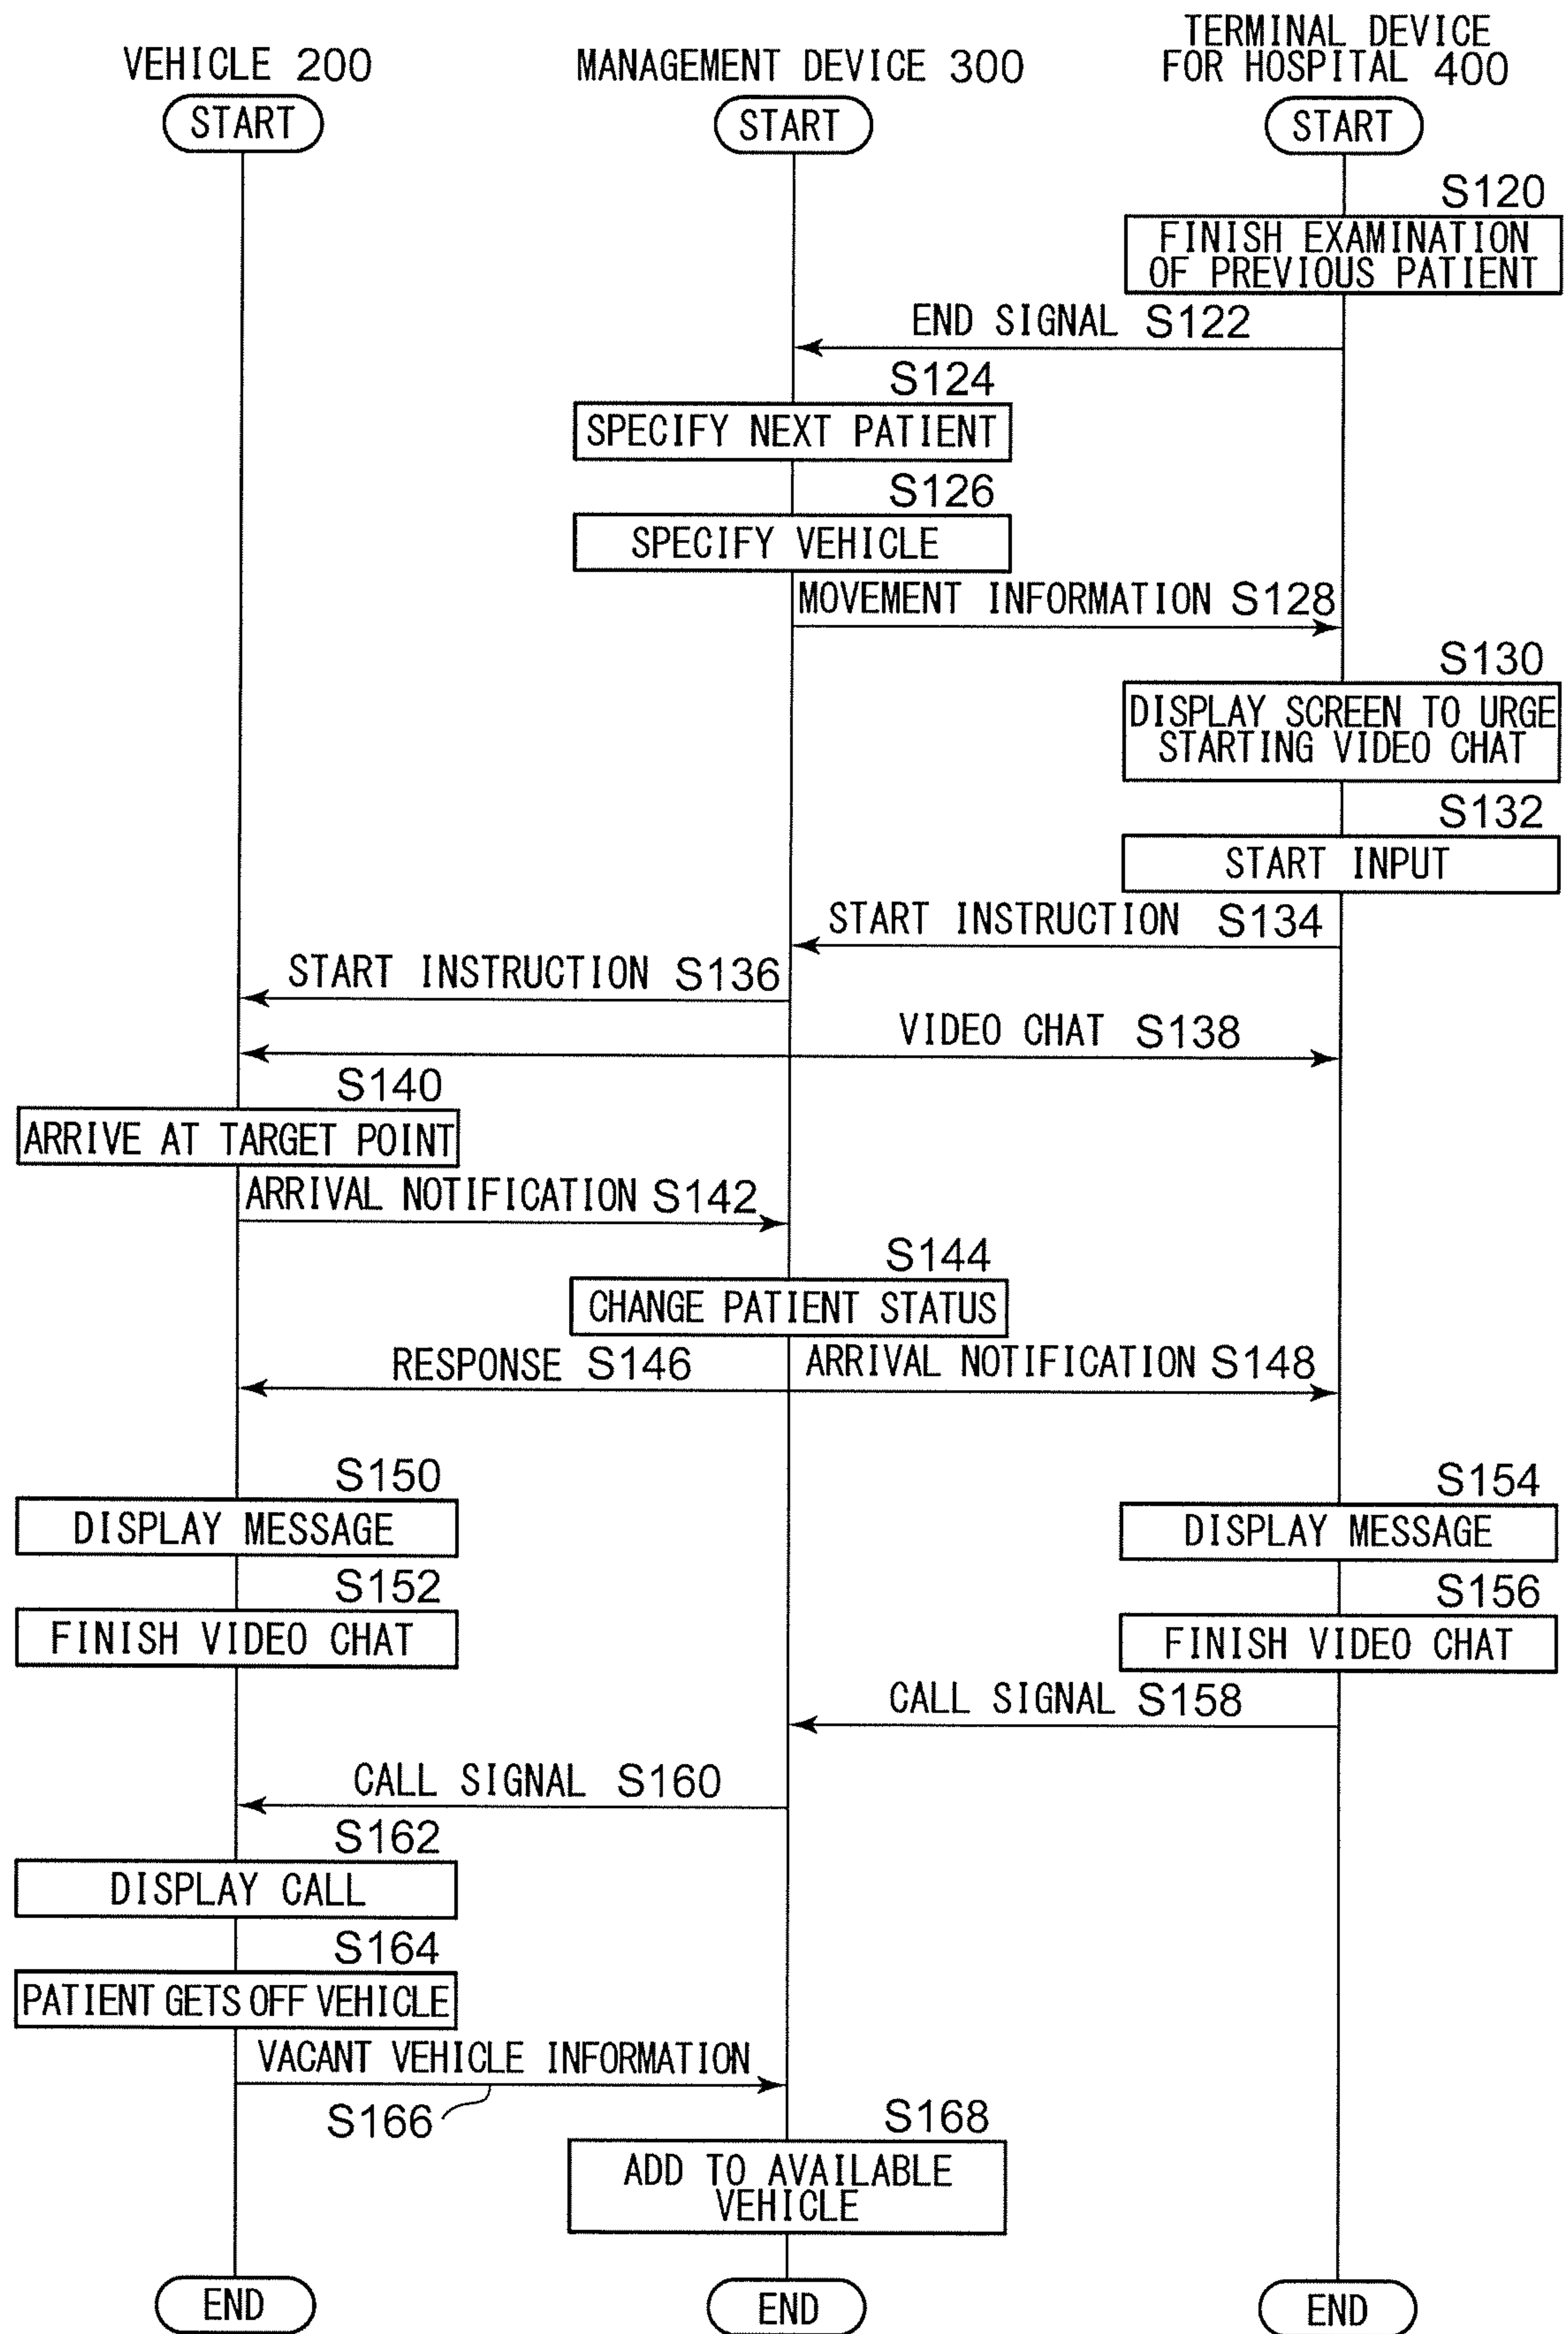 VEHICLE 200
MANAGEMENT DEVICE 300
TERMINAL DEVICE
FOR HOSPITAL 400
START
START
START
S120
FINISH EXAMINATION
OF PREVIOUS PATIENT
END SIGNAL S122
S124
SPECIFY NEXT PATIENT
S126
SPECIFY VEHICLE
MOVEMENT INFORMATION S128
S130
DISPLAY SCREEN TO URGE
STARTING VIDEO CHAT
S132
START INPUT
START INSTRUCTION S134
START INSTRUCTION S136
VIDEO CHAT S138
S140
ARRIVE AT TARGET POINT
ARRIVAL NOTIFICATION S142
S144
CHANGE PATIENT STATUS
RESPONSE S146
ARRIVAL NOTIFICATION S148
S150
DISPLAY MESSAGE
S154
DISPLAY MESSAGE
S152
FINISH VIDEO CHAT
S156
FINISH VIDEO CHAT
CALL SIGNAL S158
CALL SIGNAL S160
S162
DISPLAY CALL
S164
PATIENT GETS OFF VEHICLE
VACANT VEHICLE INFORMATION
S166
S168
ADD TO AVAILABLE
VEHICLE
END
END
END